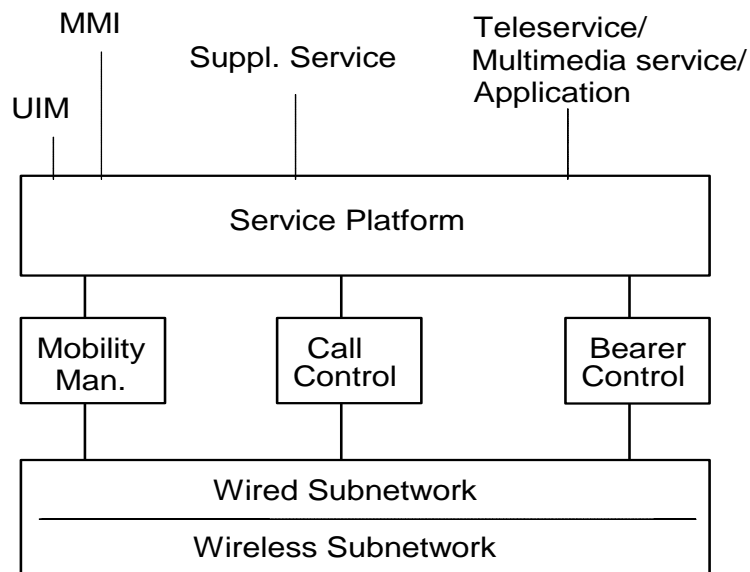 MMI
Teleservice/
Multimedia service/
Application
Suppl. Service
UIM
Service Platform
Mobility
Man.
Call
Control
Bearer
Control
Wired Subnetwork
Wireless Subnetwork